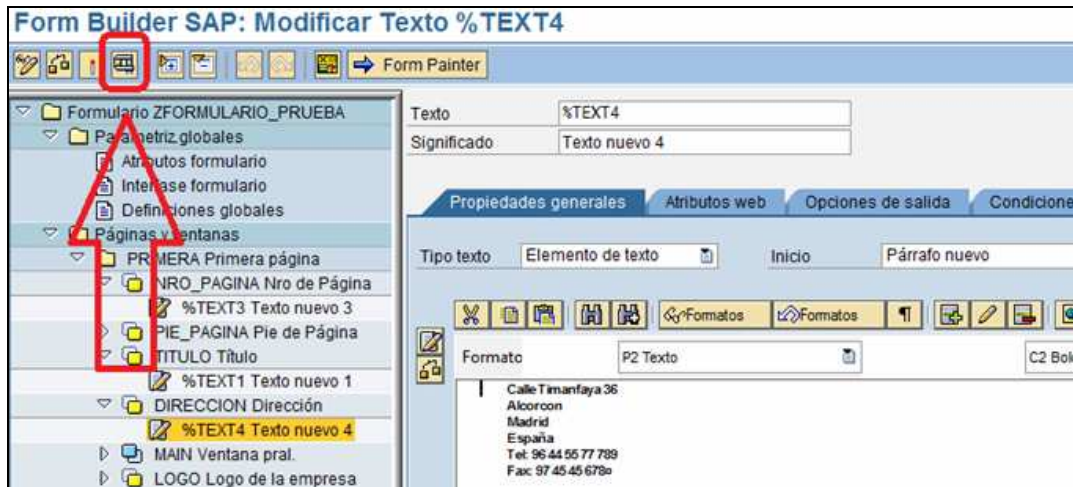 Form Builder SAP: Modificar Texto %TEXT4
Form Painter
Formulario ZFORMULARIO_PRUEBA
Parametriz.globales
Atributos formulario
Interfase formulario
Definiciones globales
Páginas y ventanas
PRIMERA Primera página
NRO_PAGINA Nro de Página
%TEXT3 Texto nuevo 3
PIE_PAGINA Pie de Página
TITULO Título
%TEXT1 Texto nuevo 1
DIRECCION Dirección
%TEXT4 Texto nuevo 4
MAIN Ventana pral.
LOGO Logo de la empresa
Texto %TEXT4
Significado Texto nuevo 4
Propiedades generales Atributos web Opciones de salida Condicione
Tipo texto Elemento de texto Inicio Párrafo nuevo
Formatos Formatos
Formato P2 Texto C2 Bol
Calle Timanfaya 36
Alcorcon
Madrid
España
Tel: 96 44 55 77 789
Fax: 97 45 45 678¤